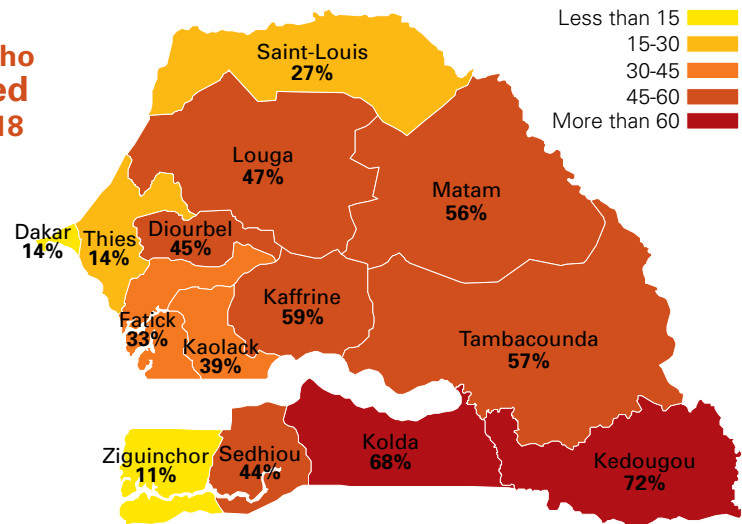 Less than 15
15-30
30-45
45-60
More than 60
18
Saint-Louis
27%
Louga
47%
Matam
56%
Dakar
14%
Thies
14%
Diourbel
45%
Fatick
33%
Kaolack
39%
Kaffrine
59%
Tambacounda
57%
Ziguinchor
11%
Sedhiou
44%
Kolda
68%
Kedougou
72%